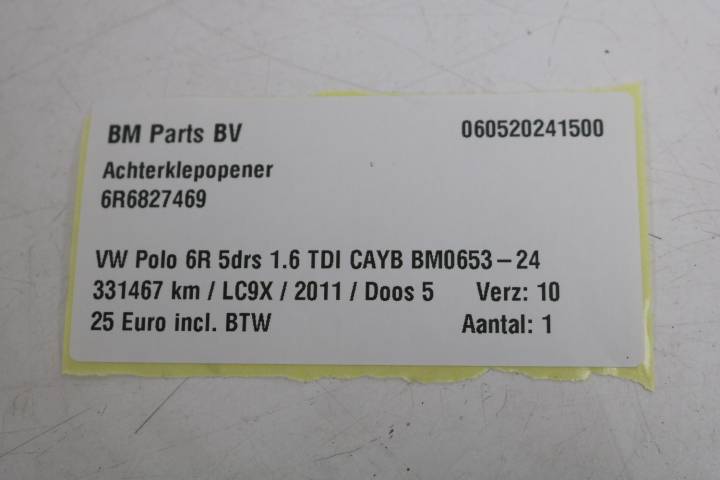 BM Parts BV 060520241500
Achterklepopener
6R6827469
VW Polo 6R 5drs 1.6 TDI CAYB BM0653-24
331467 km / LC9X / 2011 / Doos 5 Verz: 10
25 Euro incl. BTW Aantal: 1